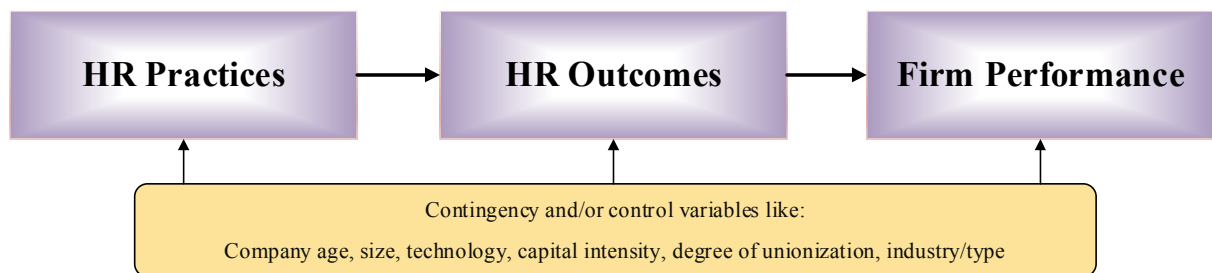 HR Practices
HR Outcomes
Firm Performance
Contingency and/or control variables like:
Company age, size, technology, capital intensity, degree of unionization, industry/type